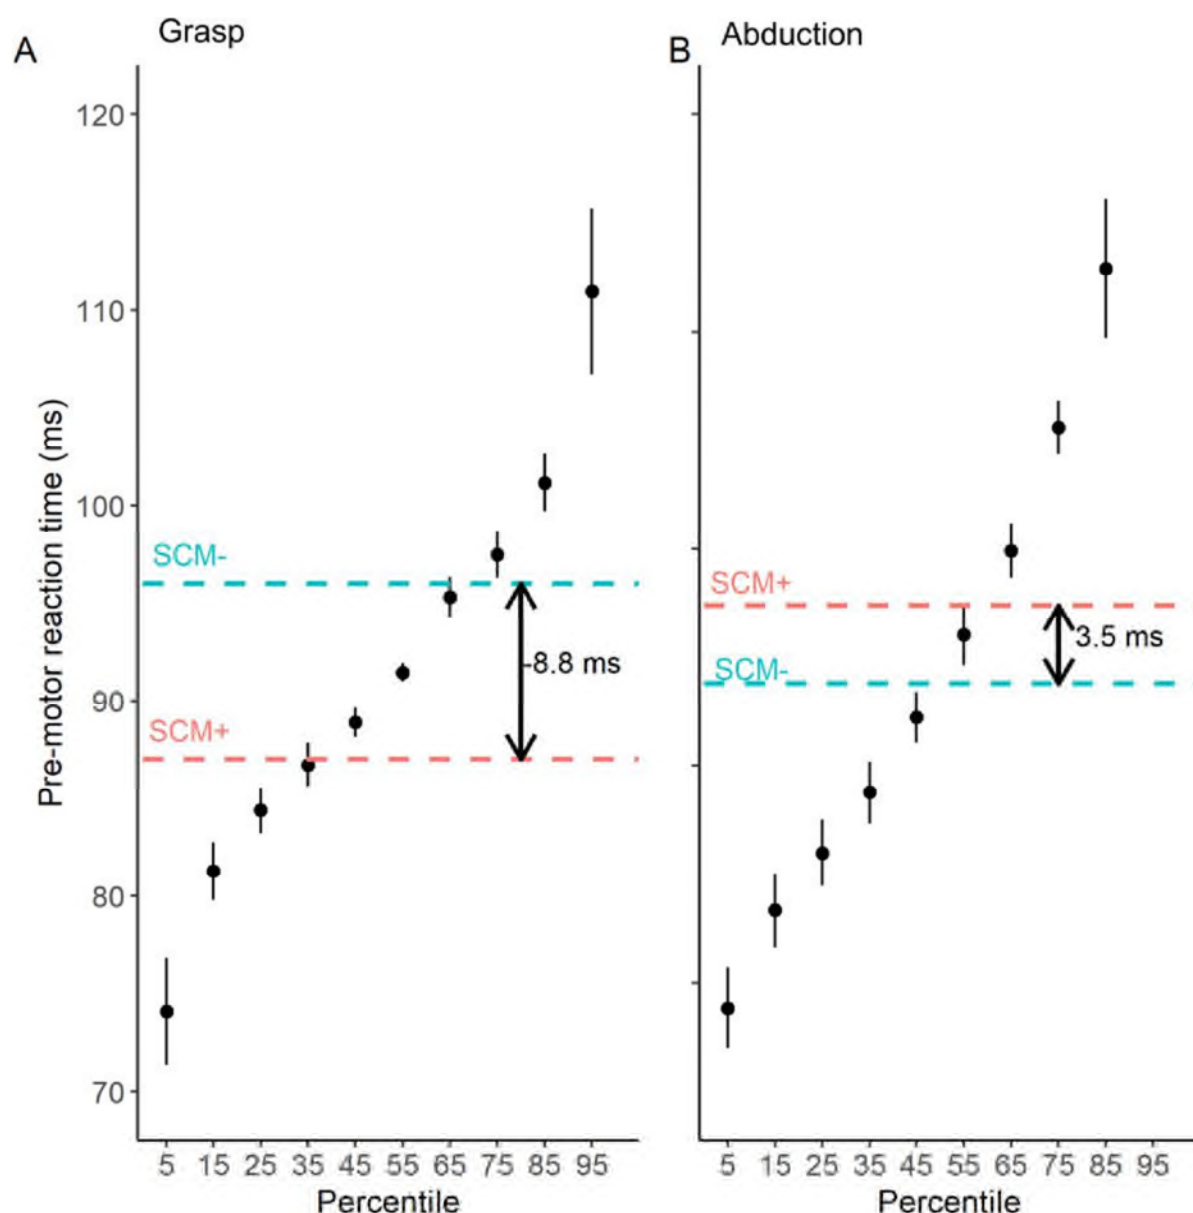 A Grasp
Pre-motor reaction time (ms)
120
110
100
90
80
70
SCM-
-8.8 ms
SCM+
5 15 25 35 45 55 65 75 85 95
Percentile
B Abduction
SCM+
3.5 ms
SCM-
5 15 25 35 45 55 65 75 85 95
Percentile